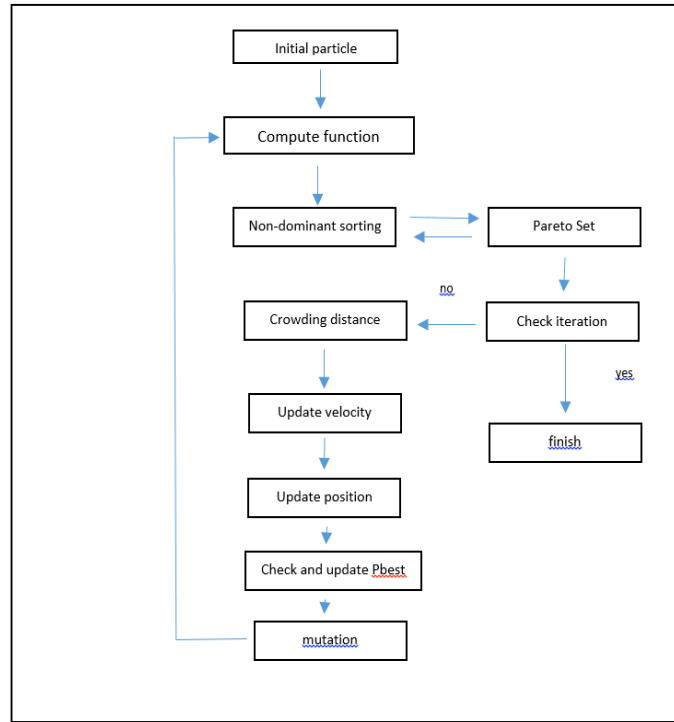 Initial particle
Compute function
Non-dominant sorting
Pareto Set
no
Crowding distance
Check iteration
yes
Update velocity
finish
Update position
Check and update Pbest
mutation